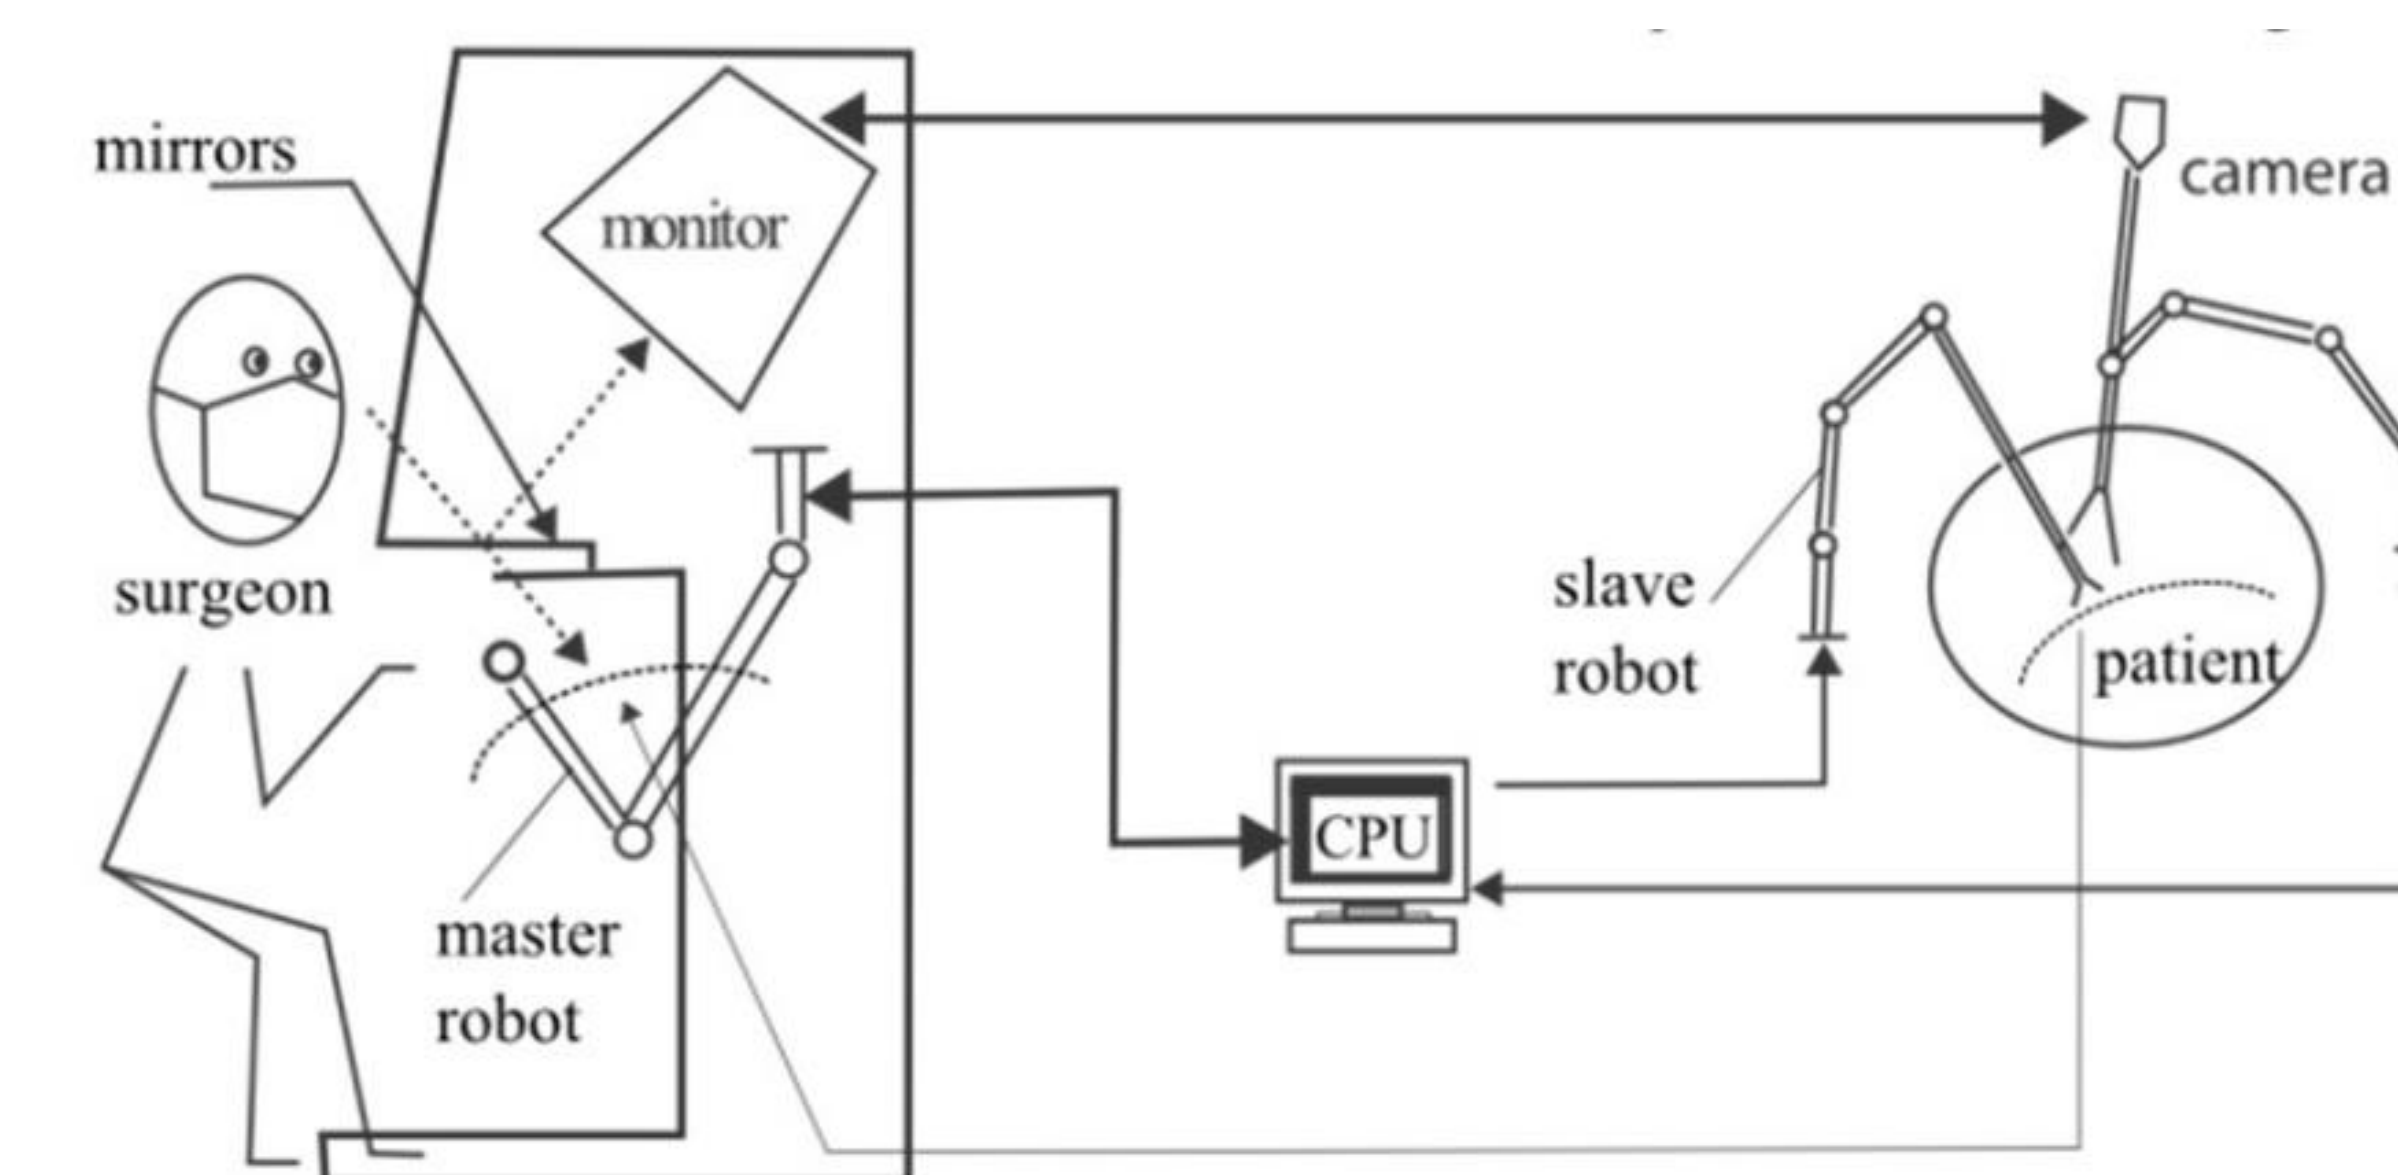 mirrors
monitor
camera
surgeon
slave
robot
patient
CPU
master
robot